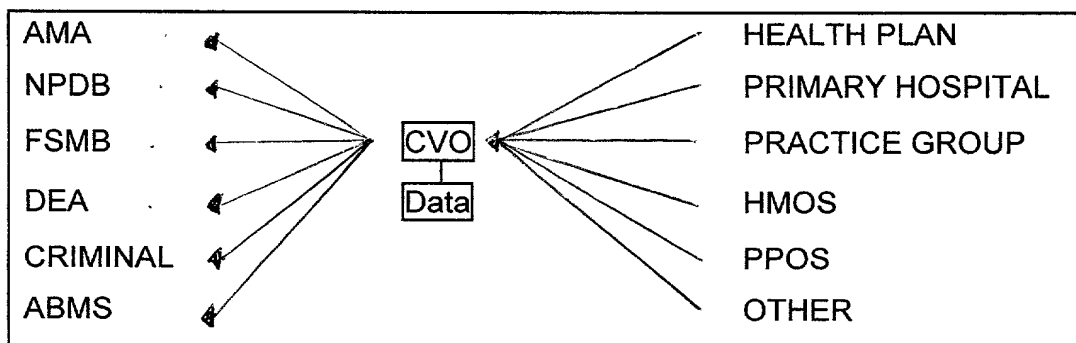 AMA
NPDB
FSMB
DEA
CRIMINAL
ABMS
CVO
Data
HEALTH PLAN
PRIMARY HOSPITAL
PRACTICE GROUP
HMOS
PPOS
OTHER